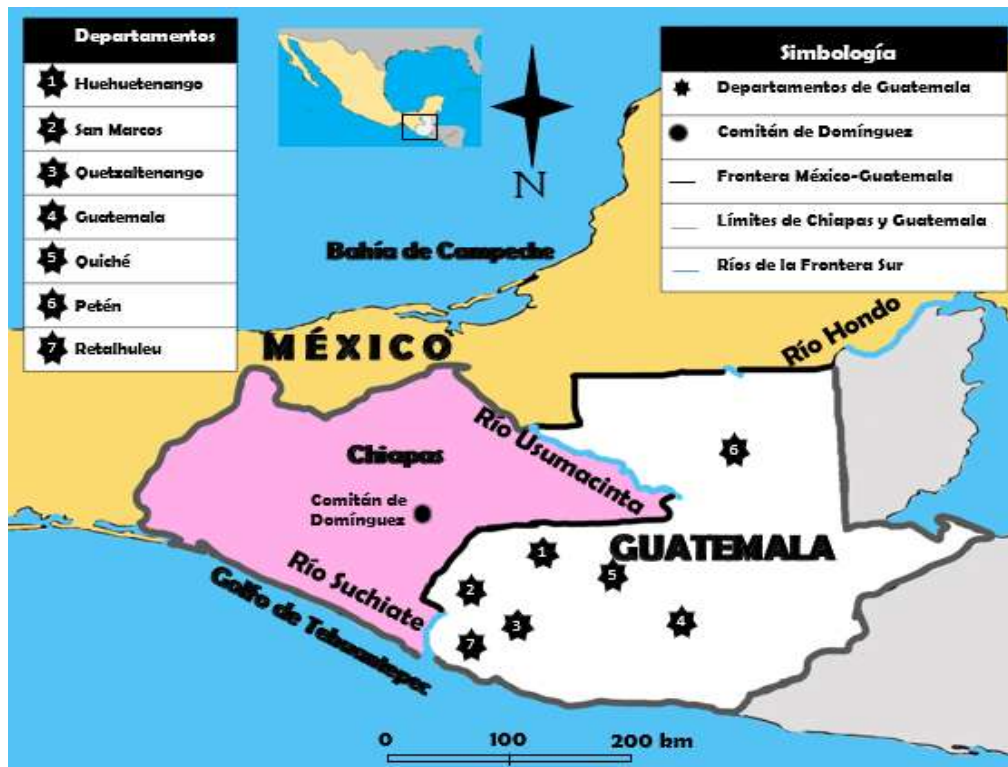 Departamentos
1 Huehuetenango
2 San Marcos
3 Quetzaltenango
4 Guatemala
5 Quiché
6 Petén
7 Retalhuleu
N
Simbología
Departamentos de Guatemala
Comitán de Domínguez
Frontera México-Guatemala
Límites de Chiapas y Guatemala
Ríos de la Frontera Sur
Bahía de Campeche
MÉXICO
Río Hondo
Chiapas
Río Usumacinta
Comitán de
Domínguez
GUATEMALA
Río Suchiate
Golfo de Tehuantepec
6
1
5
2
3
4
7
0 100 200 km